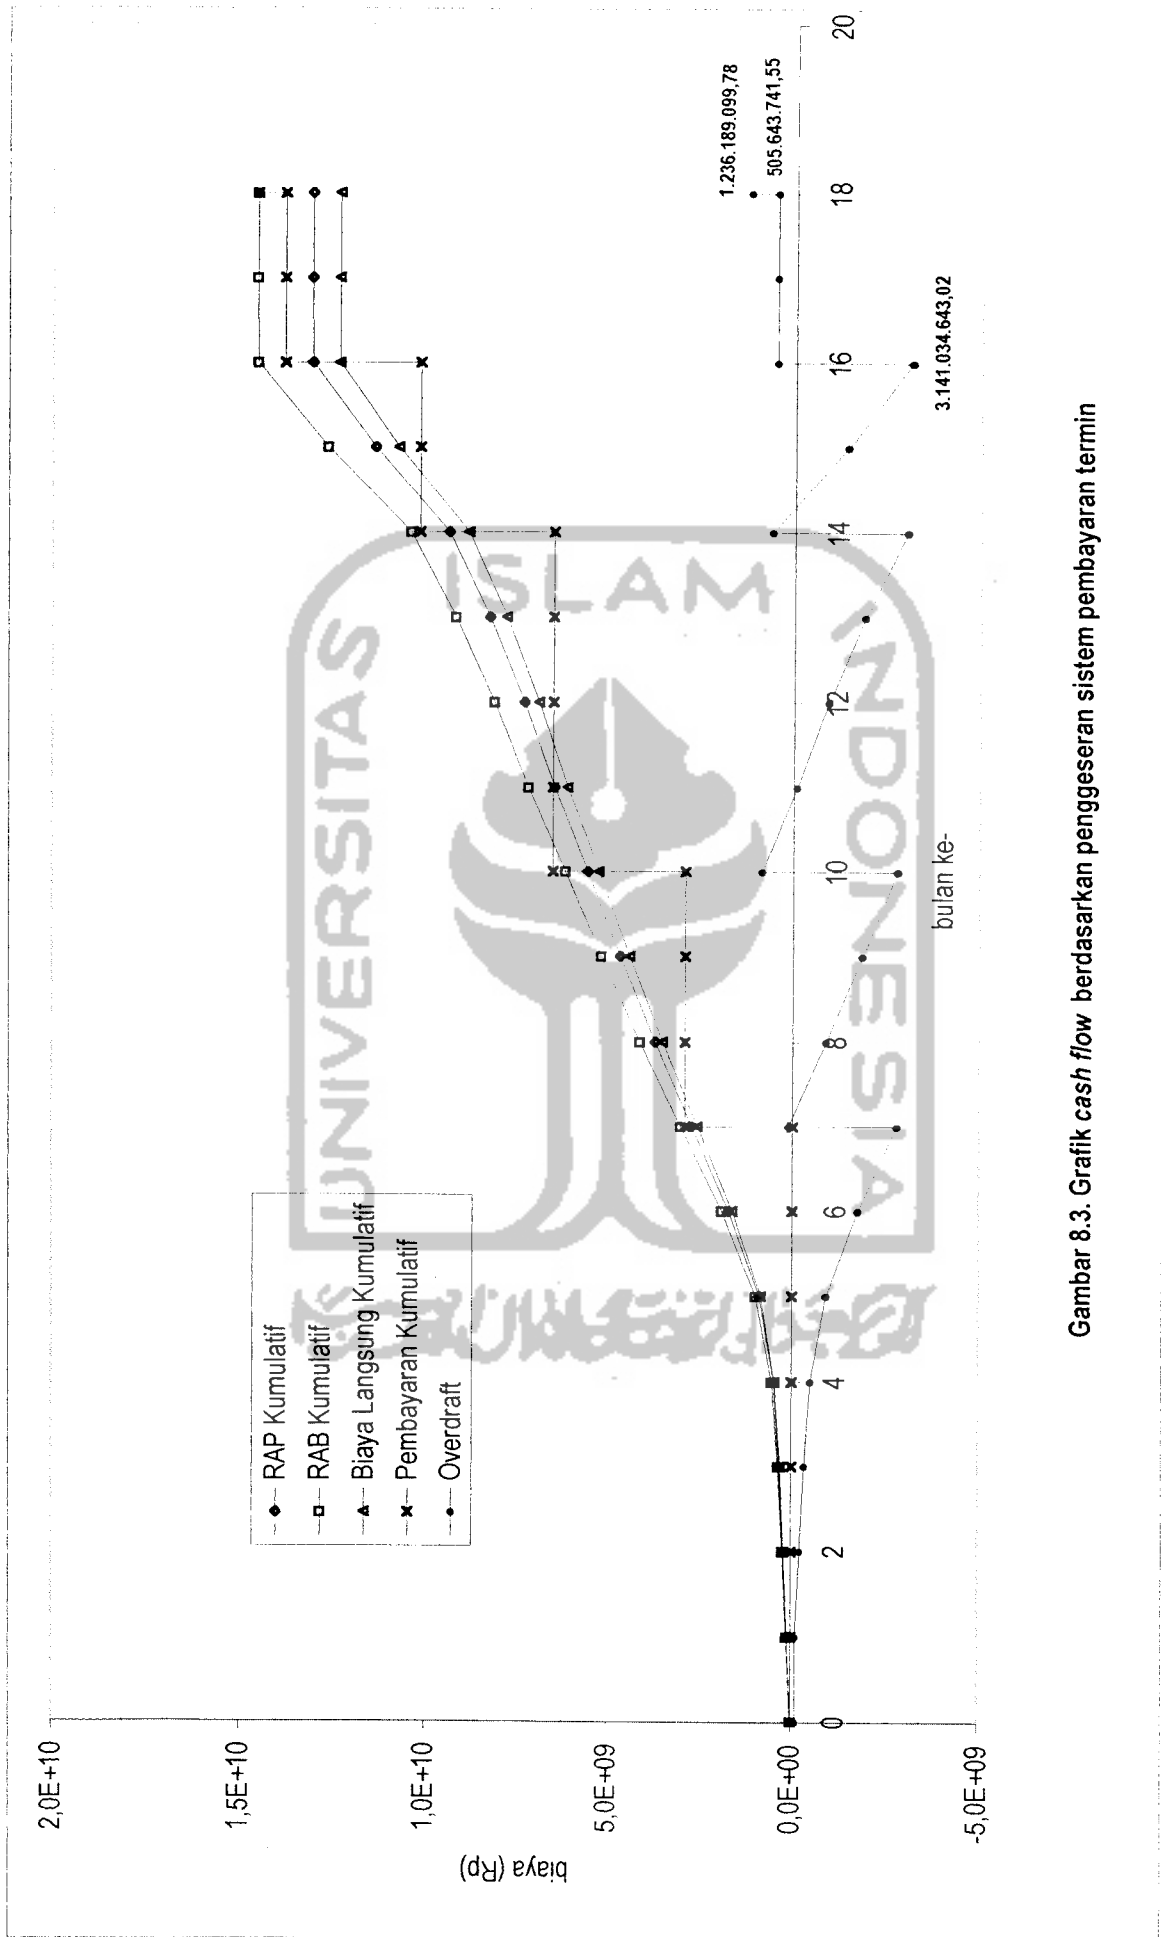 2,0E+10
1,5E+10
1,0E+10
5,0E+09
0,0E+00
-5,0E+09
biaya (Rp)
RAP Kumulatif
RAB Kumulatif
Biaya Langsung Kumulatif
Pembayaran Kumulatif
Overdraft
0
2
4
6
8
10
12
14
16
18
20
bulan ke-
1.236.189.099,78
505.643.741,55
3.141.034.643,02
UNIVERSITAS
ISLAM
INDONESIA
Gambar 8.3. Grafik cash flow berdasarkan penggeseran sistem pembayaran termin